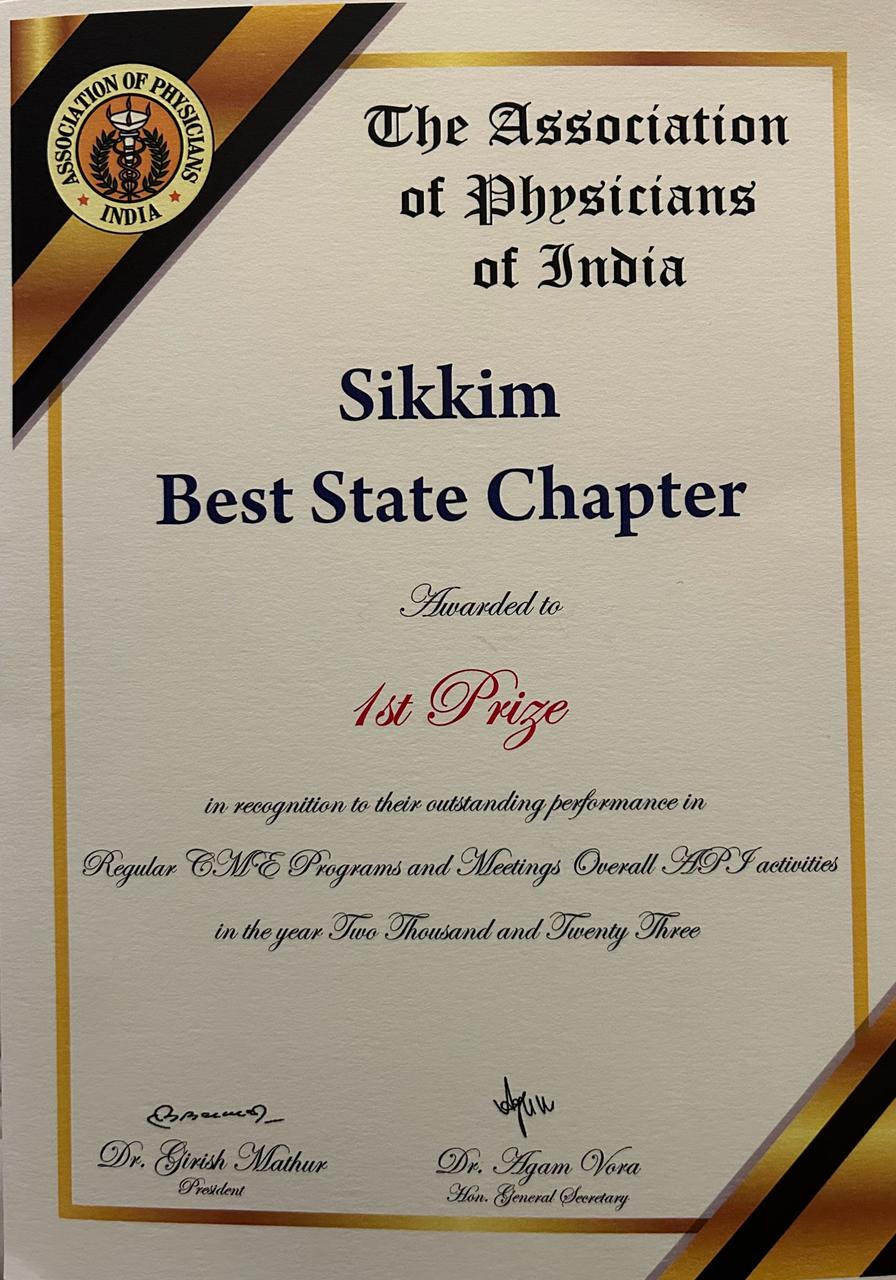 ASSOCIATION OF PHYSICIANS
INDIA
The Association
of Physicians
of India
Sikkim
Best State Chapter
Awarded to
1st Prize
in recognition to their outstanding performance in
Regular CME Programs and Meetings Overall API activities
in the year Two Thousand and Twenty Three
Dr. Girish Mathur
President
Dr. Agam Vora
Hon. General Secretary